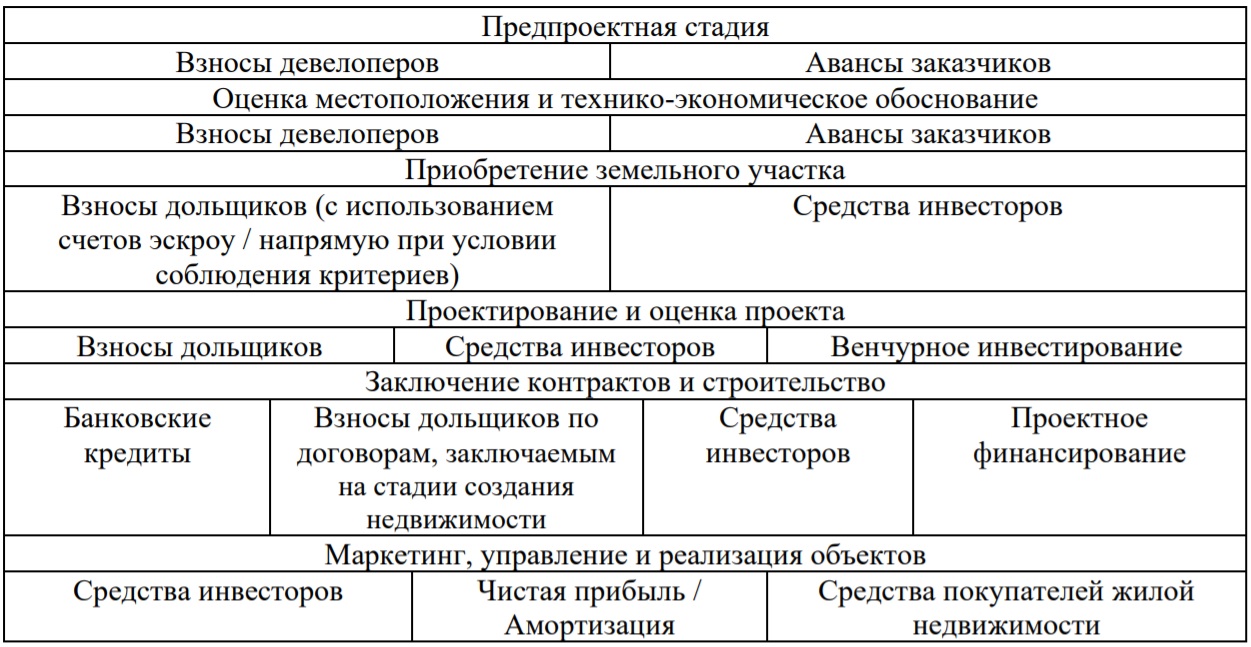 Предпроектная стадия
Взносы девелоперов
Авансы заказчиков
Оценка местоположения и технико-экономическое обоснование
Взносы девелоперов
Авансы заказчиков
Приобретение земельного участка
Взносы дольщиков (с использованием
счетов эскроу / напрямую при условии
соблюдения критериев)
Средства инвесторов
Проектирование и оценка проекта
Взносы дольщиков
Средства инвесторов
Венчурное инвестирование
Заключение контрактов и строительство
Банковские
кредиты
Взносы дольщиков по
договорам, заключаемым
на стадии создания
недвижимости
Средства
инвесторов
Проектное
финансирование
Маркетинг, управление и реализация объектов
Средства инвесторов
Чистая прибыль /
Амортизация
Средства покупателей жилой
недвижимости